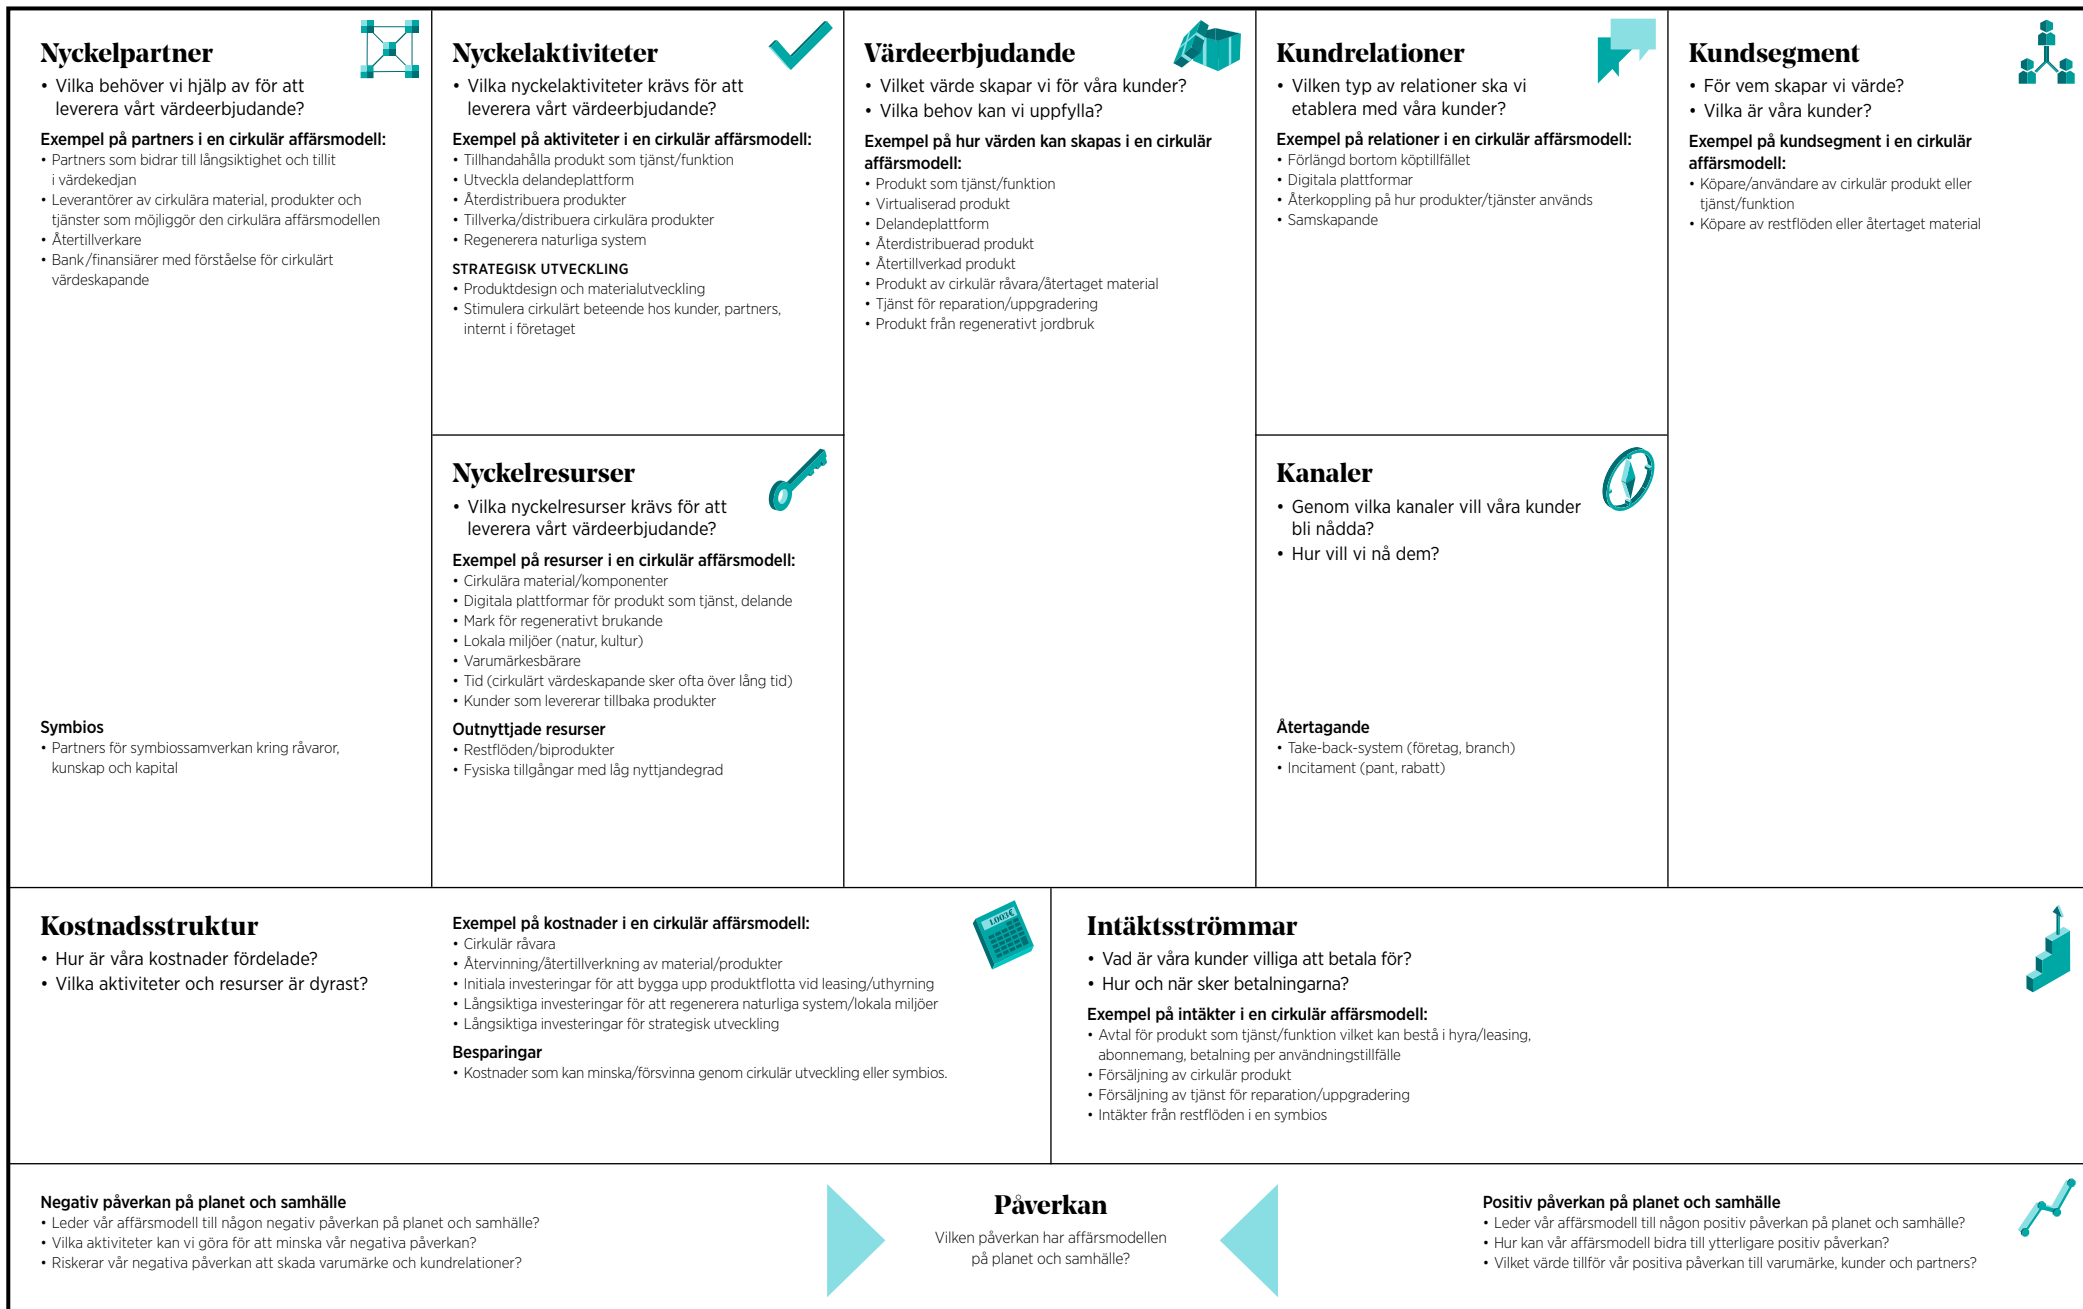 Nyckelpartner
• Vilka behöver vi hjälp av för att
leverera vårt värdeerbjudande?
Exempel på partners i en cirkulär affärsmodell:
• Partners som bidrar till långsiktighet och tillit
i värdekedjan
• Leverantörer av cirkulära material, produkter och
tjänster som möjliggör den cirkulära affärsmodellen
• Återtillverkare
• Bank/finansiärer med förståelse för cirkulärt
värdeskapande
Symbios
• Partners för symbiossamverkan kring råvaror,
kunskap och kapital
Nyckelaktiviteter
• Vilka nyckelaktiviteter krävs för att
leverera vårt värdeerbjudande?
Exempel på aktiviteter i en cirkulär affärsmodell:
• Tillhandahålla produkt som tjänst/funktion
• Utveckla delandeplattform
• Återdistribuera produkter
• Tillverka/distribuera cirkulära produkter
• Regenerera naturliga system
STRATEGISK UTVECKLING
• Produktdesign och materialutveckling
• Stimulera cirkulärt beteende hos kunder, partners,
internt i företaget
Nyckelresurser
• Vilka nyckelresurser krävs för att
leverera vårt värdeerbjudande?
Exempel på resurser i en cirkulär affärsmodell:
• Cirkulära material/komponenter
• Digitala plattformar för produkt som tjänst, delande
• Mark för regenerativt brukande
• Lokala miljöer (natur, kultur)
• Varumärkesbärare
• Tid (cirkulärt värdeskapande sker ofta över lång tid)
• Kunder som levererar tillbaka produkter
Outnyttjade resurser
• Restflöden/biprodukter
• Fysiska tillgångar med låg nyttjandegrad
Värdeerbjudande
• Vilket värde skapar vi för våra kunder?
• Vilka behov kan vi uppfylla?
Exempel på hur värden kan skapas i en cirkulär
affärsmodell:
• Produkt som tjänst/funktion
• Virtualiserad produkt
• Delandeplattform
• Återdistribuerad produkt
• Återtillverkad produkt
• Produkt av cirkulär råvara/återtaget material
• Tjänst för reparation/uppgradering
• Produkt från regenerativt jordbruk
Kundrelationer
• Vilken typ av relationer ska vi
etablera med våra kunder?
Exempel på relationer i en cirkulär affärsmodell:
• Förlängd bortom köptillfället
• Digitala plattformar
• Återkoppling på hur produkter/tjänster används
• Samskapande
Kanaler
• Genom vilka kanaler vill våra kunder
bli nådda?
• Hur vill vi nå dem?
Återtagande
• Take-back-system (företag, branch)
• Incitament (pant, rabatt)
Kundsegment
• För vem skapar vi värde?
• Vilka är våra kunder?
Exempel på kundsegment i en cirkulär
affärsmodell:
• Köpare/användare av cirkulär produkt eller
tjänst/funktion
• Köpare av restflöden eller återtaget material
Kostnadsstruktur
• Hur är våra kostnader fördelade?
• Vilka aktiviteter och resurser är dyrast?
Exempel på kostnader i en cirkulär affärsmodell:
• Cirkulär råvara
• Återvinning/återtillverkning av material/produkter
• Initiala investeringar för att bygga upp produktflotta vid leasing/uthyrning
• Långsiktiga investeringar för att regenerera naturliga system/lokala miljöer
• Långsiktiga investeringar för strategisk utveckling
Besparingar
• Kostnader som kan minska/försvinna genom cirkulär utveckling eller symbios.
1.003€
Intäktsströmmar
• Vad är våra kunder villiga att betala för?
• Hur och när sker betalningarna?
Exempel på intäkter i en cirkulär affärsmodell:
• Avtal för produkt som tjänst/funktion vilket kan bestå i hyra/leasing,
abonnemang, betalning per användningstillfälle
• Försäljning av cirkulär produkt
• Försäljning av tjänst för reparation/uppgradering
• Intäkter från restflöden i en symbios
Negativ påverkan på planet och samhälle
• Leder vår affärsmodell till någon negativ påverkan på planet och samhälle?
• Vilka aktiviteter kan vi göra för att minska vår negativa påverkan?
• Riskerar vår negativa påverkan att skada varumärke och kundrelationer?
Påverkan
Vilken påverkan har affärsmodellen
på planet och samhälle?
Positiv påverkan på planet och samhälle
• Leder vår affärsmodell till någon positiv påverkan på planet och samhälle?
• Hur kan vår affärsmodell bidra till ytterligare positiv påverkan?
• Vilket värde tillför vår positiva påverkan till varumärke, kunder och partners?